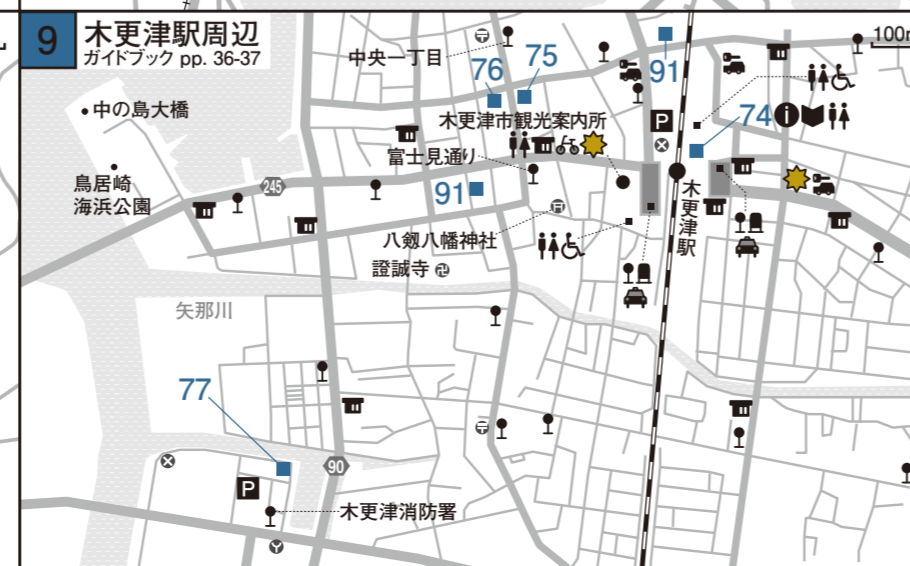 9
木更津駅周辺
ガイドブック pp. 36-37
100m
中央一丁目
76
75
91
74
中の島大橋
木更津市観光案内所
富士見通り
鳥居崎
海浜公園
245
91
木更津駅
八剱八幡神社
證誠寺
矢那川
77
P
P
90
木更津消防署